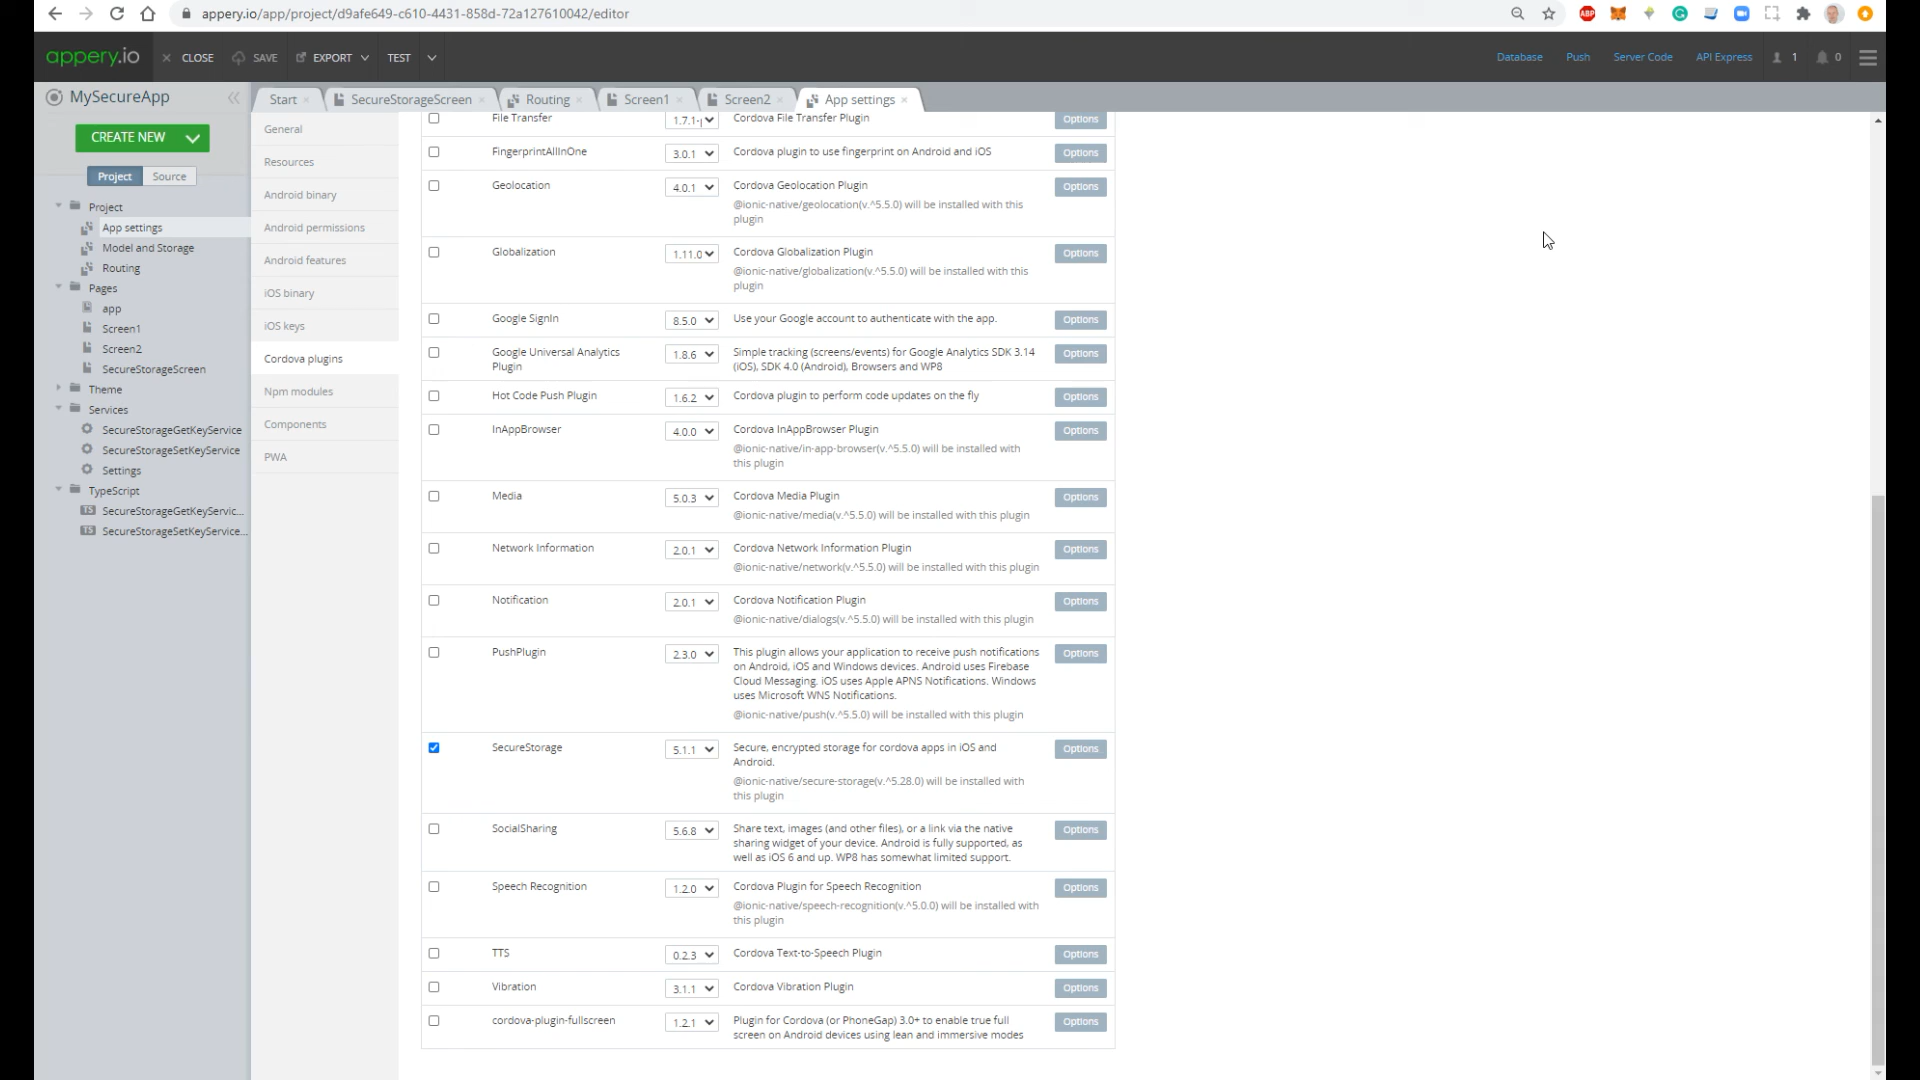 appery.io/app/project/d9afe649-c610-4431-858d-72a127610042/editor
ABP
appery.io
CLOSE
SAVE
EXPORT
TEST
Database
Push
Server Code
API Express
1
0
MySecureApp
Start
SecureStorageScreen
Routing
Screen1
Screen2
App settings
CREATE NEW
Project
Source
Project
App settings
Model and Storage
Routing
Pages
app
Screen1
Screen2
SecureStorageScreen
Theme
Services
SecureStorageGetKeyService
SecureStorageSetKeyService
Settings
TypeScript
TS SecureStorageGetKeyServic...
TS SecureStorageSetKeyService...
General
Resources
Android binary
Android permissions
Android features
iOS binary
iOS keys
Cordova plugins
Npm modules
Components
PWA
File Transfer
1.7.1-
Cordova File Transfer Plugin
Options
FingerprintAllInOne
3.0.1
Cordova plugin to use fingerprint on Android and iOS
Options
Geolocation
4.0.1
Cordova Geolocation Plugin
@ionic-native/geolocation(v.^5.5.0) will be installed with this
plugin
Options
Globalization
1.11.0
Cordova Globalization Plugin
@ionic-native/globalization(v.^5.5.0) will be installed with this
plugin
Options
Google SignIn
8.5.0
Use your Google account to authenticate with the app.
Options
Google Universal Analytics
Plugin
1.8.6
Simple tracking (screens/events) for Google Analytics SDK 3.14
(iOS), SDK 4.0 (Android), Browsers and WP8
Options
Hot Code Push Plugin
1.6.2
Cordova plugin to perform code updates on the fly
Options
InAppBrowser
4.0.0
Cordova InAppBrowser Plugin
@ionic-native/in-app-browser(v.^5.5.0) will be installed with
this plugin
Options
Media
5.0.3
Cordova Media Plugin
@ionic-native/media(v.^5.5.0) will be installed with this plugin
Options
Network Information
2.0.1
Cordova Network Information Plugin
@ionic-native/network(v.^5.5.0) will be installed with this plugin
Options
Notification
2.0.1
Cordova Notification Plugin
@ionic-native/dialogs(v.^5.5.0) will be installed with this plugin
Options
PushPlugin
2.3.0
This plugin allows your application to receive push notifications
on Android, iOS and Windows devices. Android uses Firebase
Cloud Messaging. iOS uses Apple APNS Notifications. Windows
uses Microsoft WNS Notifications.
@ionic-native/push(v.^5.5.0) will be installed with this plugin
Options
SecureStorage
5.1.1
Secure, encrypted storage for cordova apps in iOS and
Android.
@ionic-native/secure-storage(v.^5.28.0) will be installed with
this plugin
Options
SocialSharing
5.6.8
Share text, images (and other files), or a link via the native
sharing widget of your device. Android is fully supported, as
well as iOS 6 and up. WP8 has somewhat limited support.
Options
Speech Recognition
1.2.0
Cordova Plugin for Speech Recognition
@ionic-native/speech-recognition(v.^5.0.0) will be installed with
this plugin
Options
TTS
0.2.3
Cordova Text-to-Speech Plugin
Options
Vibration
3.1.1
Cordova Vibration Plugin
Options
cordova-plugin-fullscreen
1.2.1
Plugin for Cordova (or PhoneGap) 3.0+ to enable true full
screen on Android devices using lean and immersive modes
Options